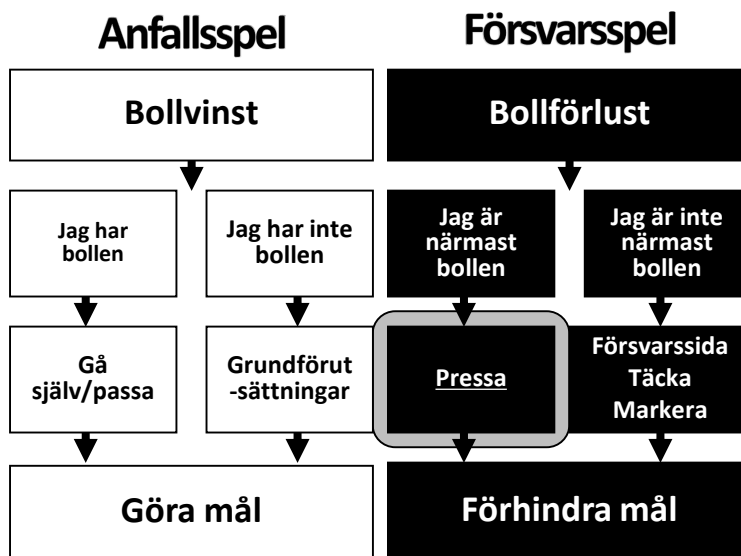 Anfallsspel
Försvarsspel
Bollvinst
Bollförlust
Jag har
bollen
Jag har inte
bollen
Jag är
närmast
bollen
Jag är inte
närmast
bollen
Gå
själv/passa
Grundförut
-sättningar
Pressa
Försvarssida
Täcka
Markera
Göra mål
Förhindra mål